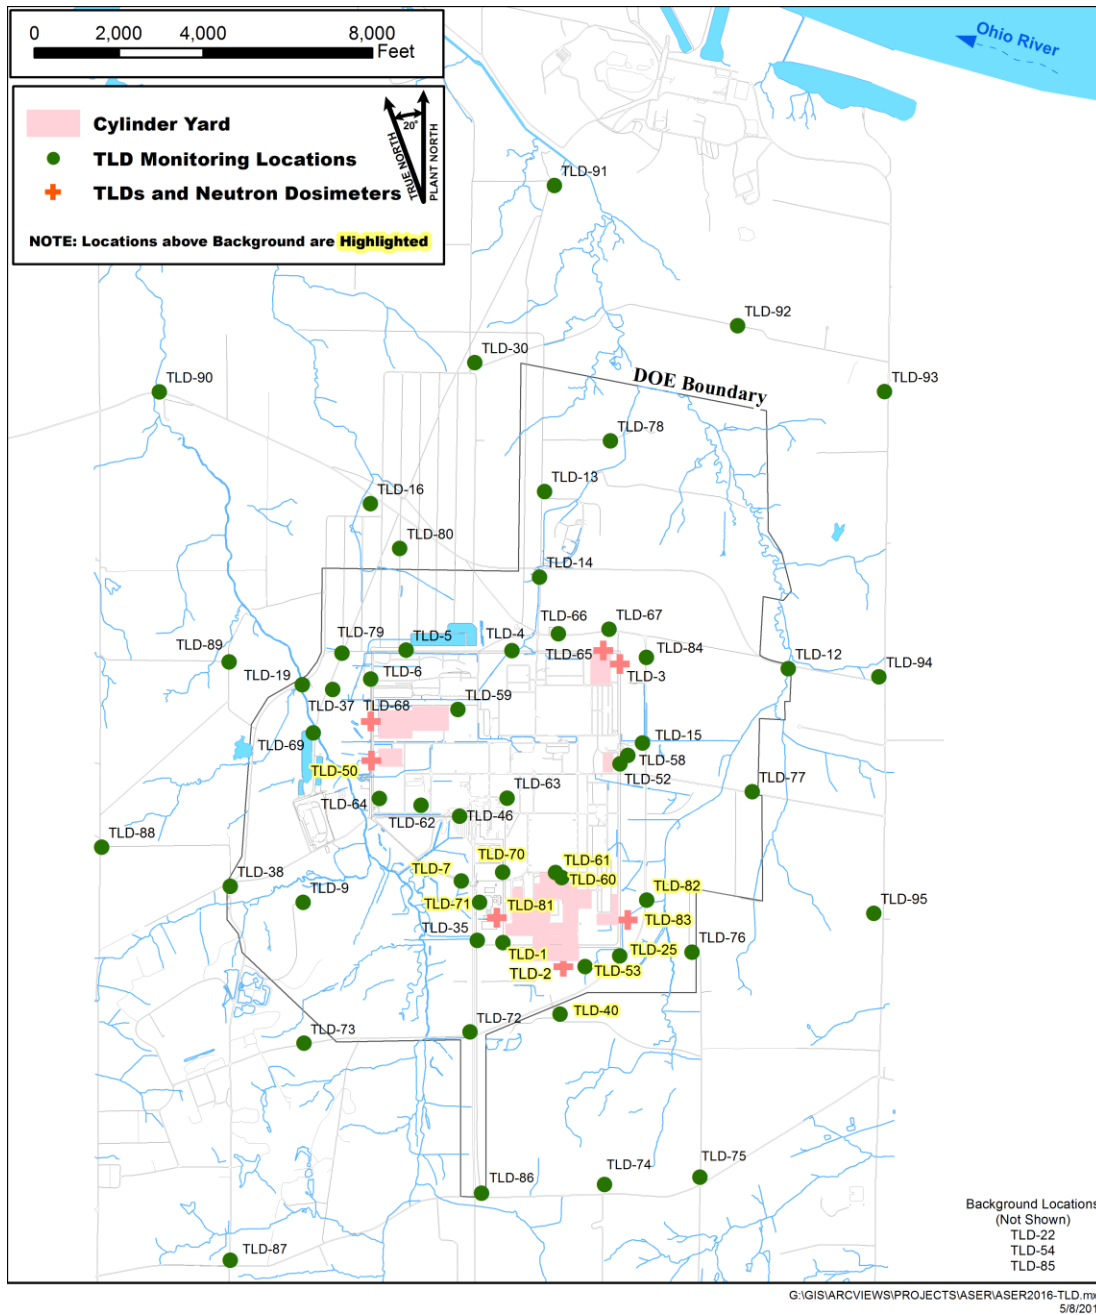 0 2,000 4,000 8,000
Feet
Ohio River
Cylinder Yard
TLD Monitoring Locations
TLDs and Neutron Dosimeters
20°
TRUE NORTH
PLANT NORTH
NOTE: Locations above Background are Highlighted
TLD-91
TLD-92
TLD-30
DOE Boundary
TLD-90
TLD-93
TLD-78
TLD-13
TLD-16
TLD-80
TLD-14
TLD-66
TLD-67
TLD-79
TLD-5
TLD-4
TLD-65
TLD-84
TLD-89
TLD-12
TLD-94
TLD-19
TLD-6
TLD-3
TLD-37
TLD-68
TLD-59
TLD-69
TLD-15
TLD-50
TLD-58
TLD-52
TLD-77
TLD-64
TLD-63
TLD-62
TLD-46
TLD-88
TLD-70
TLD-61
TLD-7
TLD-60
TLD-38
TLD-9
TLD-82
TLD-95
TLD-71
TLD-81
TLD-83
TLD-35
TLD-1
TLD-25
TLD-76
TLD-2
TLD-53
TLD-40
TLD-72
TLD-73
TLD-74
TLD-75
TLD-86
TLD-87
Background Locations
(Not Shown)
TLD-22
TLD-54
TLD-85
G:\GIS\ARCVIEWS\PROJECTS\ASER\ASER2016-TLD.m
5/8/201